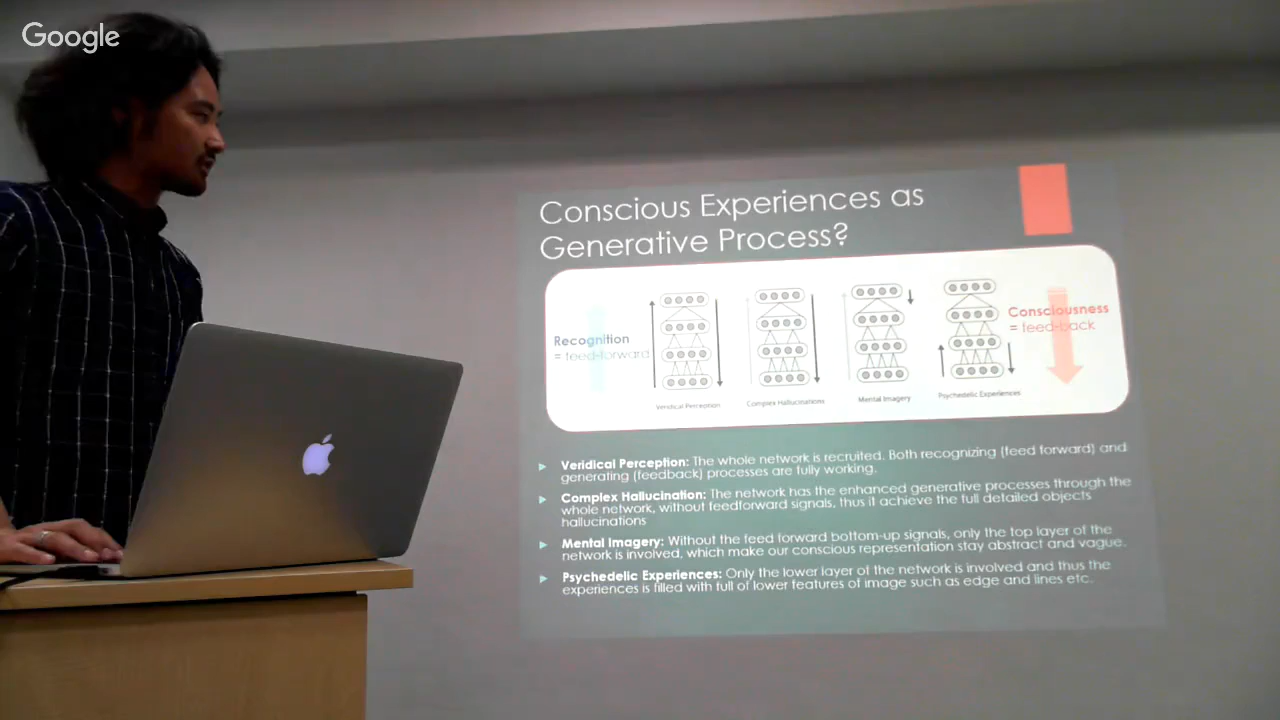 Google
Conscious Experiences as
Generative Process?
Recognition
= feed-forward
Consciousness
= feed-back
Veridical Perception
Complex Hallucinations
Mental Imagery
Psychedelic Experiences
Veridical Perception: The whole network is recruited. Both recognizing (feed forward) and
generating (feedback) processes are fully working.
Complex Hallucination: The network has the enhanced generative processes through the
whole network, without feedforward signals, thus it achieve the full detailed objects
hallucinations
Mental Imagery: Without the feed forward bottom-up signals, only the top layer of the
network is involved, which make our conscious representation stay abstract and vague.
Psychedelic Experiences: Only the lower layer of the network is involved and thus the
experiences is filled with full of lower features of image such as edge and lines etc.